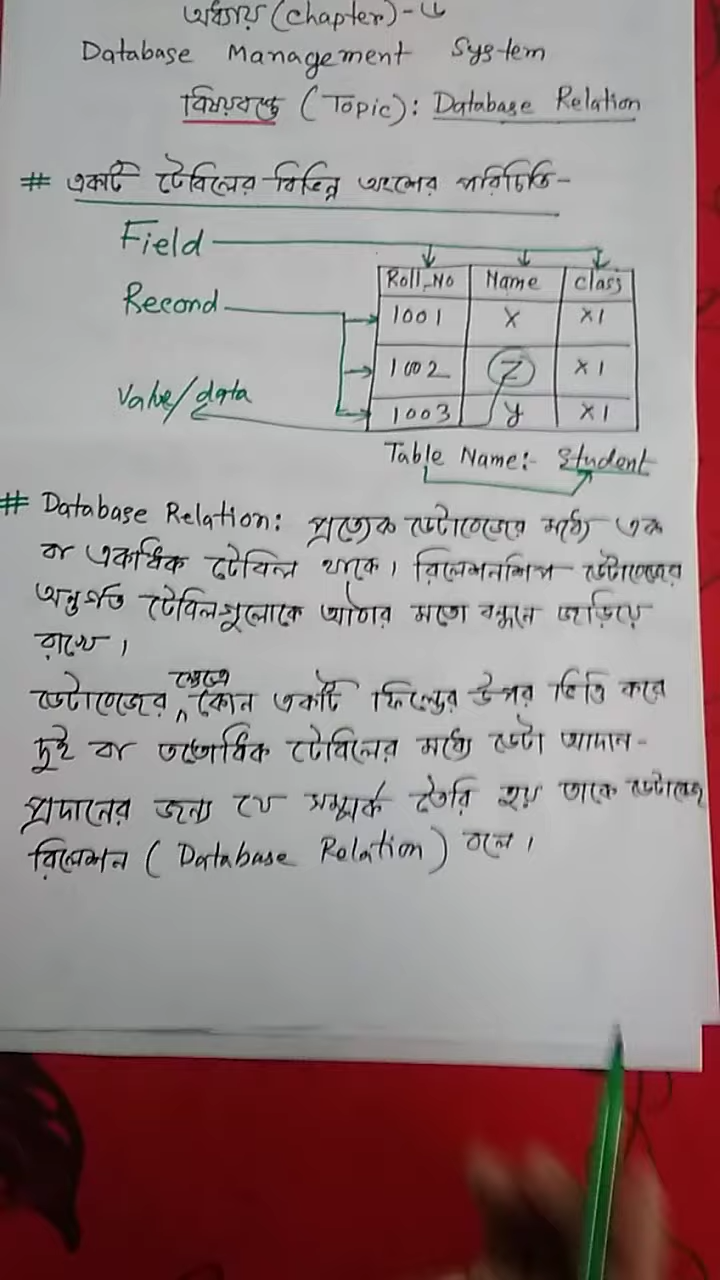 অধ্যায় (chapter)-৬
Database Management System
বিষয়বস্তু (Topic): Database Relation
# একটি টেবিলের বিভিন্ন অংশের পরিচিতি-
Field
Roll_No Name class
Record
1001 X XI
1002 Z XI
Value/data
1003 y XI
Table Name:- Student
# Database Relation: প্রত্যেক ডেটাবেজের মধ্যে এক
বা একাধিক টেবিল থাকে। রিলেশনশিপ ডেটাবেজের
অন্তর্গত টেবিলগুলোকে আঠার মতো বন্ধনে জড়িয়ে
রাখে।
ডেটাবেজের ক্ষেত্রে কোন একটি ফিল্ডের উপর ভিত্তি করে
দুই বা ততোধিক টেবিলের মধ্যে ডেটা আদান-
প্রদানের জন্য যে সম্পর্ক তৈরি হয় তাকে ডেটাবেজ
রিলেশন (Database Relation) বলে।